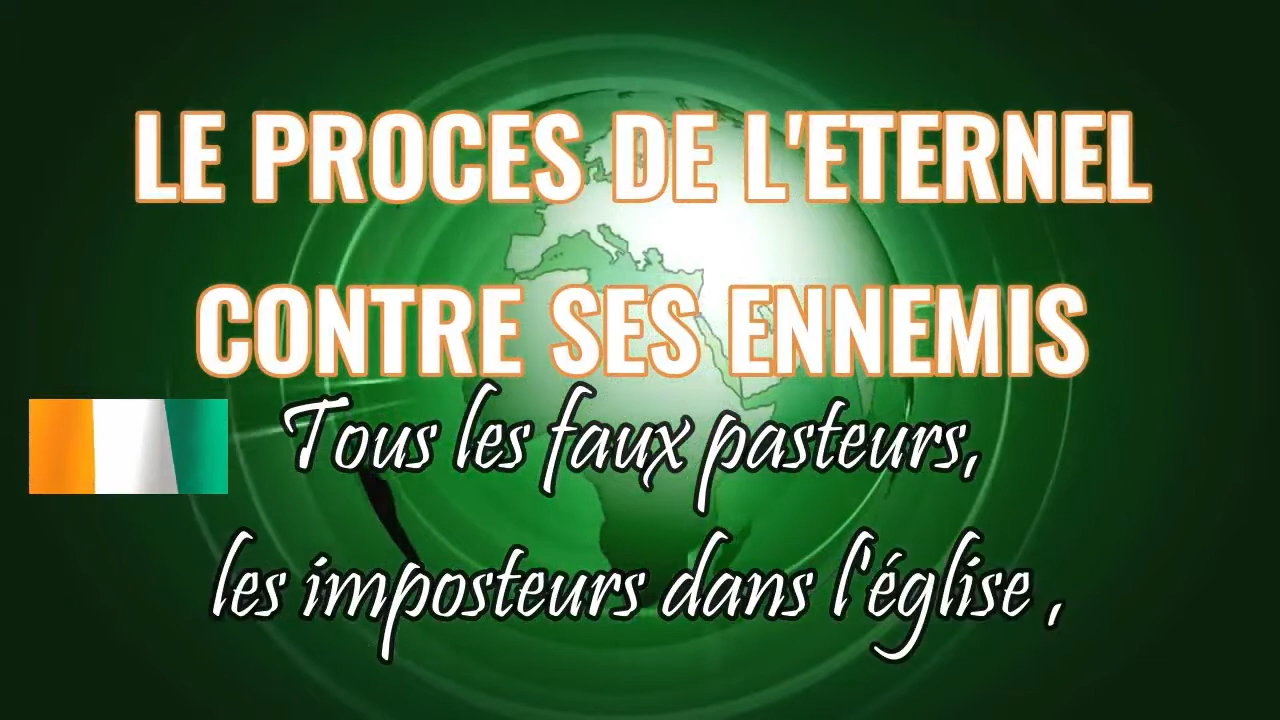 LE PROCES DE L'ETERNEL
CONTRE SES ENNEMIS
Tous les faux pasteurs,
les imposteurs dans l'église ,